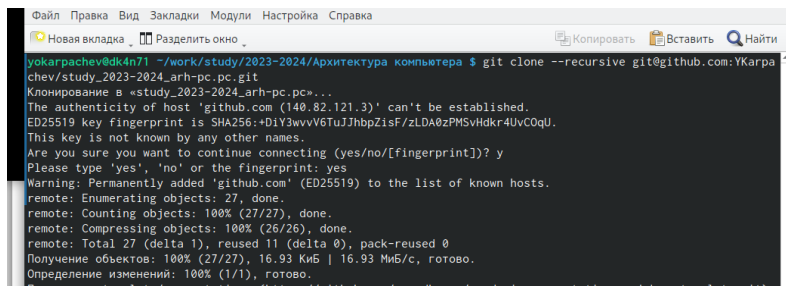 Файл Правка Вид Закладки Модули Настройка Справка
Новая вкладка Разделить окно Копировать Вставить Найти
yokarpachev@dk4n71 ~/work/study/2023-2024/Архитектура компьютера $ git clone --recursive git@github.com:YKarpa
chev/study_2023-2024_arh-pc.pc.git
Клонирование в «study_2023-2024_arh-pc.pc»...
The authenticity of host 'github.com (140.82.121.3)' can't be established.
ED25519 key fingerprint is SHA256:+DiY3wvvV6TuJJhbpZisF/zLDA0zPMSvHdkr4UvCOqU.
This key is not known by any other names.
Are you sure you want to continue connecting (yes/no/[fingerprint])? y
Please type 'yes', 'no' or the fingerprint: yes
Warning: Permanently added 'github.com' (ED25519) to the list of known hosts.
remote: Enumerating objects: 27, done.
remote: Counting objects: 100% (27/27), done.
remote: Compressing objects: 100% (26/26), done.
remote: Total 27 (delta 1), reused 11 (delta 0), pack-reused 0
Получение объектов: 100% (27/27), 16.93 КиБ | 16.93 МиБ/с, готово.
Определение изменений: 100% (1/1), готово.